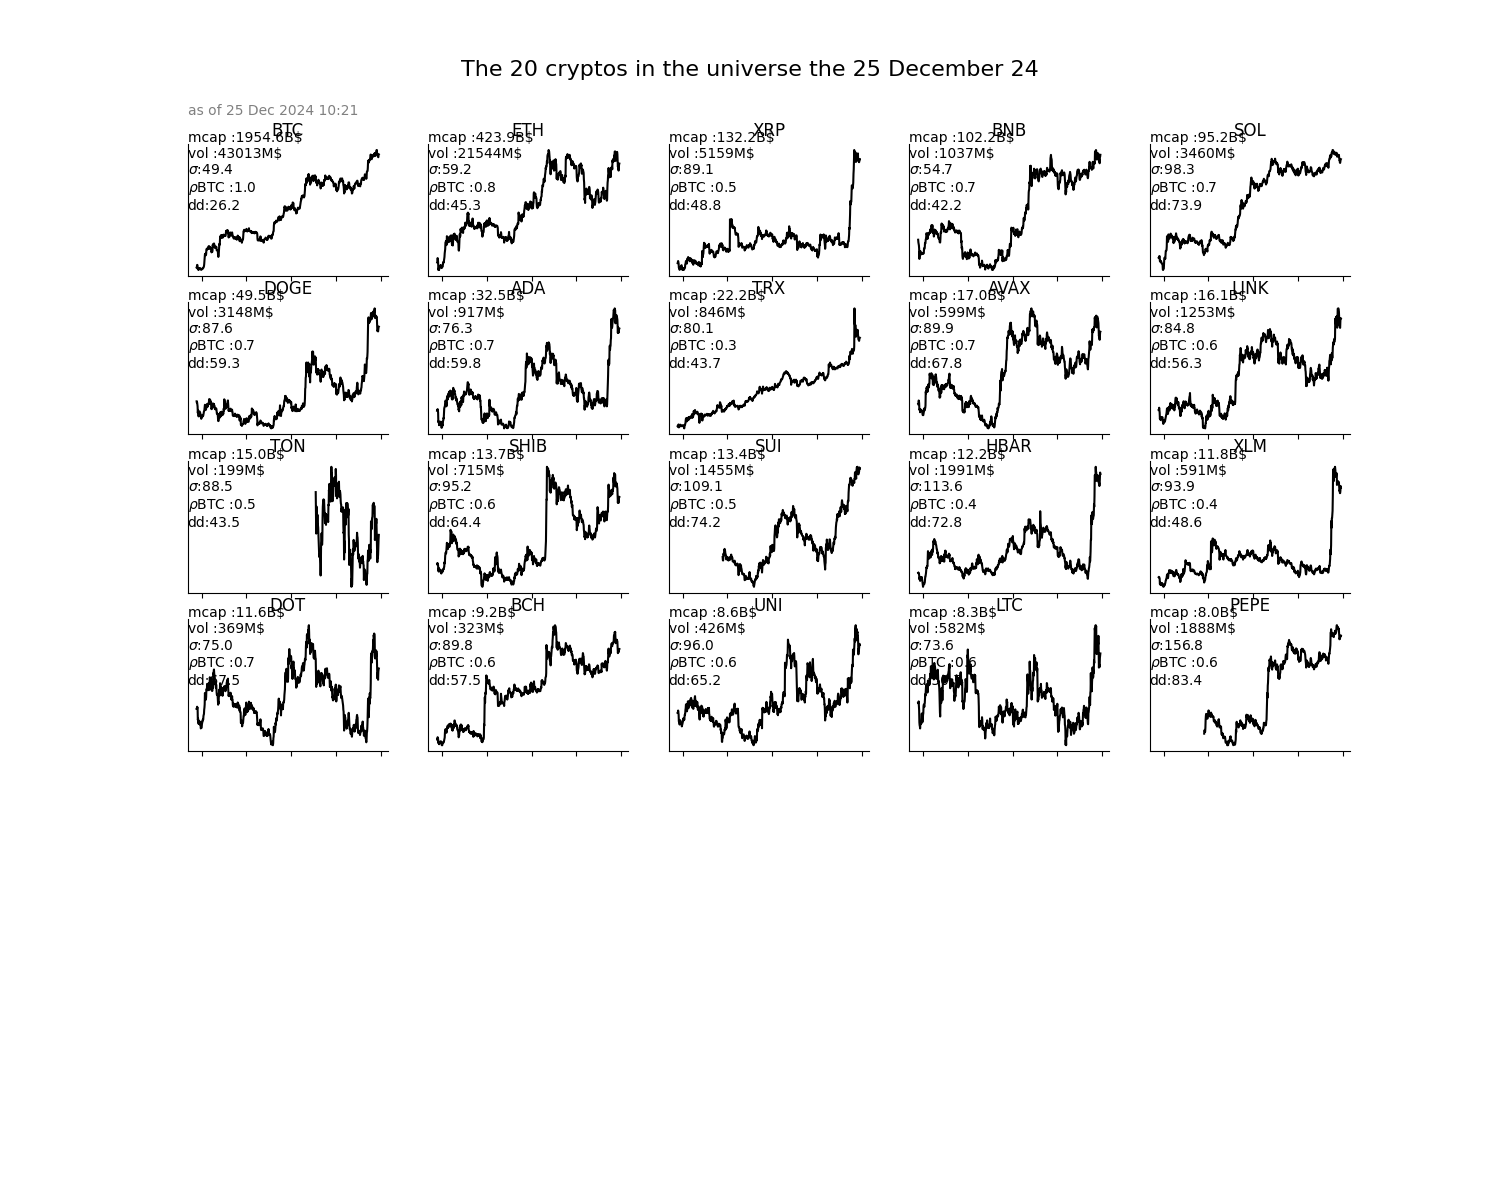 The 20 cryptos in the universe the 25 December 24
as of 25 Dec 2024 10:21
BTC
mcap :1954.6B$
vol :43013M$
σ:49.4
ρBTC :1.0
dd:26.2
ETH
mcap :423.9B$
vol :21544M$
σ:59.2
ρBTC :0.8
dd:45.3
XRP
mcap :132.2B$
vol :5159M$
σ:89.1
ρBTC :0.5
dd:48.8
BNB
mcap :102.2B$
vol :1037M$
σ:54.7
ρBTC :0.7
dd:42.2
SOL
mcap :95.2B$
vol :3460M$
σ:98.3
ρBTC :0.7
dd:73.9
DOGE
mcap :49.5B$
vol :3148M$
σ:87.6
ρBTC :0.7
dd:59.3
ADA
mcap :32.5B$
vol :917M$
σ:76.3
ρBTC :0.7
dd:59.8
TRX
mcap :22.2B$
vol :846M$
σ:80.1
ρBTC :0.3
dd:43.7
AVAX
mcap :17.0B$
vol :599M$
σ:89.9
ρBTC :0.7
dd:67.8
LINK
mcap :16.1B$
vol :1253M$
σ:84.8
ρBTC :0.6
dd:56.3
TON
mcap :15.0B$
vol :199M$
σ:88.5
ρBTC :0.5
dd:43.5
SHIB
mcap :13.7B$
vol :715M$
σ:95.2
ρBTC :0.6
dd:64.4
SUI
mcap :13.4B$
vol :1455M$
σ:109.1
ρBTC :0.5
dd:74.2
HBAR
mcap :12.2B$
vol :1991M$
σ:113.6
ρBTC :0.4
dd:72.8
XLM
mcap :11.8B$
vol :591M$
σ:93.9
ρBTC :0.4
dd:48.6
DOT
mcap :11.6B$
vol :369M$
σ:75.0
ρBTC :0.7
BCH
mcap :9.2B$
vol :323M$
σ:89.8
ρBTC :0.6
dd:57.5
UNI
mcap :8.6B$
vol :426M$
σ:96.0
ρBTC :0.6
dd:65.2
LTC
mcap :8.3B$
vol :582M$
σ:73.6
ρBTC :0.6
PEPE
mcap :8.0B$
vol :1888M$
σ:156.8
ρBTC :0.6
dd:83.4